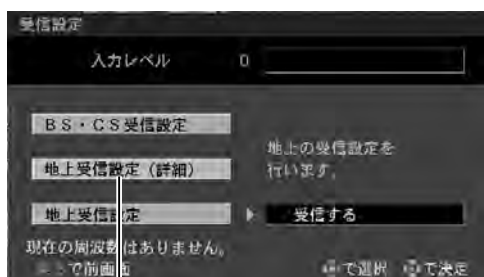 受信設定
入力レベル 0
BS・CS受信設定
地上受信設定（詳細）
地上の受信設定を
行います。
地上受信設定
受信する
現在の周波数はありません。
で前画面
で選択 で決定